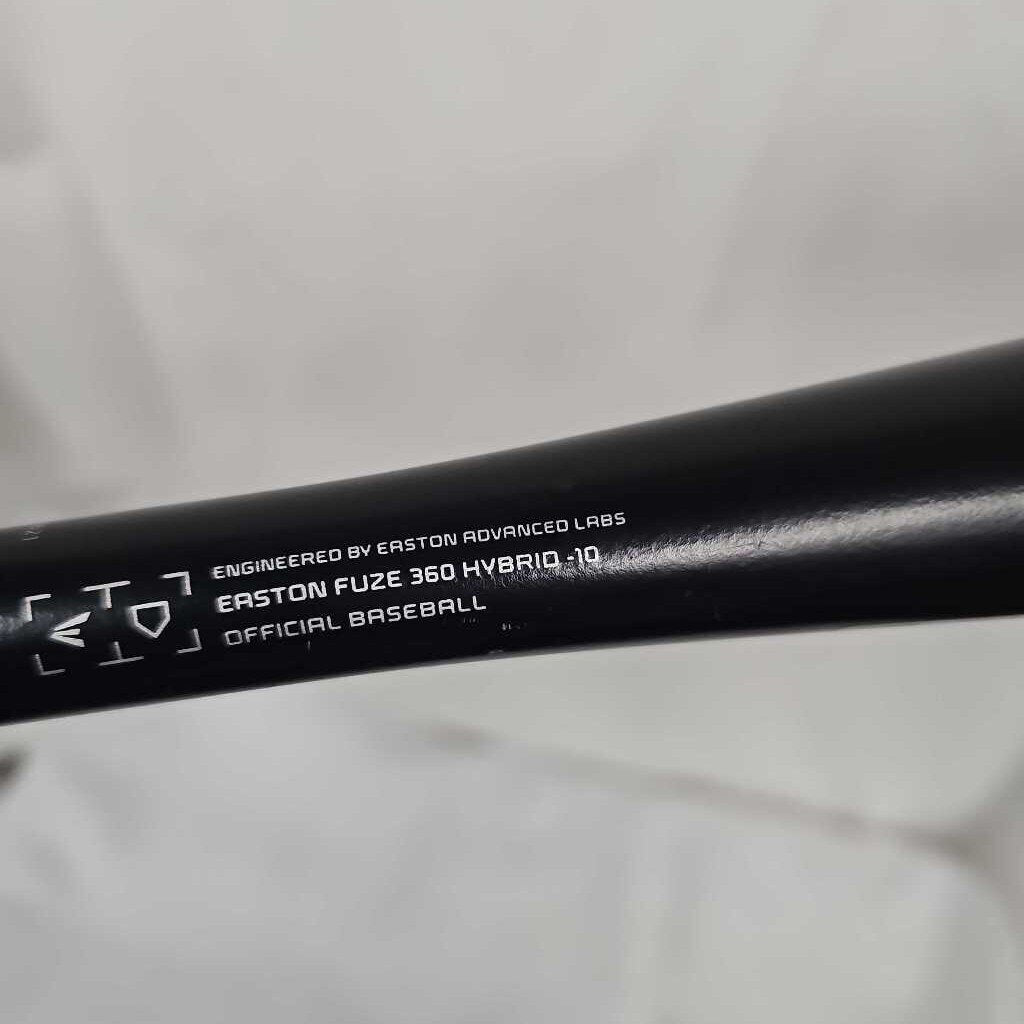 ENGINEERED BY EASTON ADVANCED LABS
EASTON FUZE 360 HYBRID -10
OFFICIAL BASEBALL